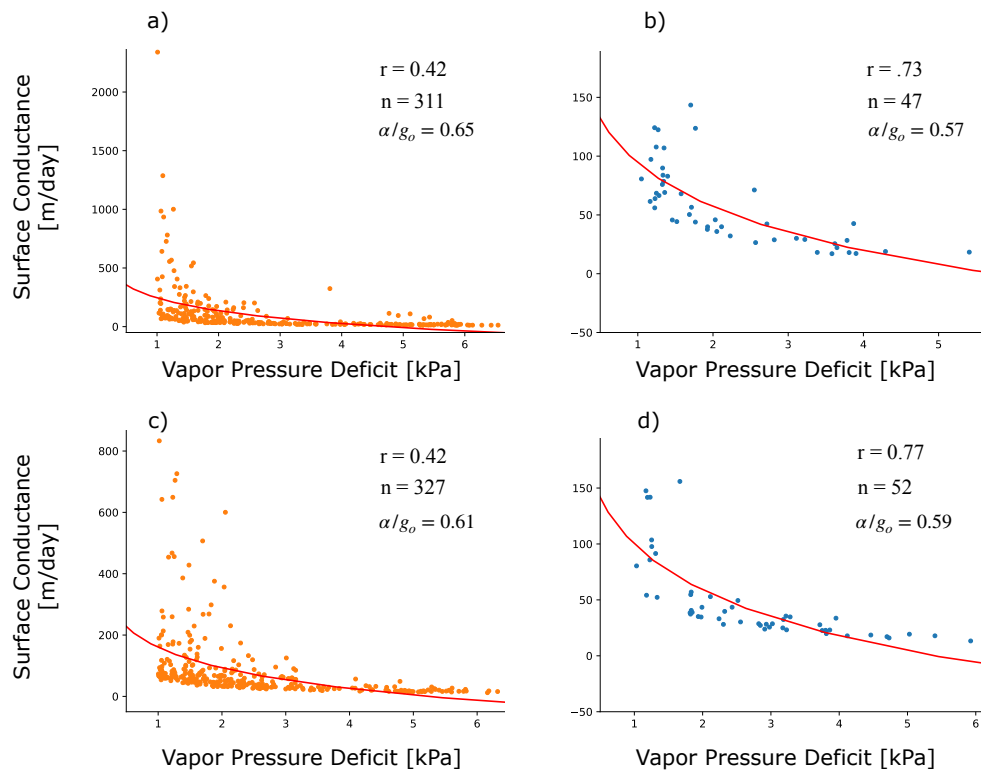 a)
r = 0.42
n = 311
α/gₒ = 0.65
2000
1500
1000
500
0
1
2
3
4
5
6
Surface Conductance
[m/day]
Vapor Pressure Deficit [kPa]
b)
r = .73
n = 47
α/gₒ = 0.57
150
100
50
0
−50
1
2
3
4
5
Vapor Pressure Deficit [kPa]
c)
r = 0.42
n = 327
α/gₒ = 0.61
800
600
400
200
0
1
2
3
4
5
6
Surface Conductance
[m/day]
Vapor Pressure Deficit [kPa]
d)
r = 0.77
n = 52
α/gₒ = 0.59
150
100
50
0
−50
1
2
3
4
5
6
Vapor Pressure Deficit [kPa]